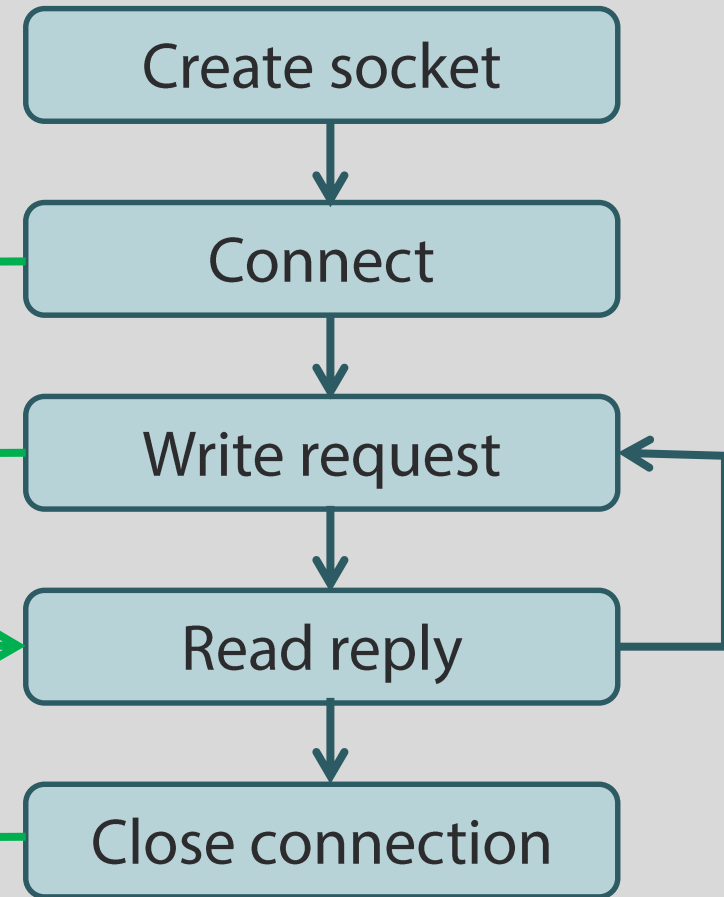 Create socket
Connect
Write request
Read reply
Close connection